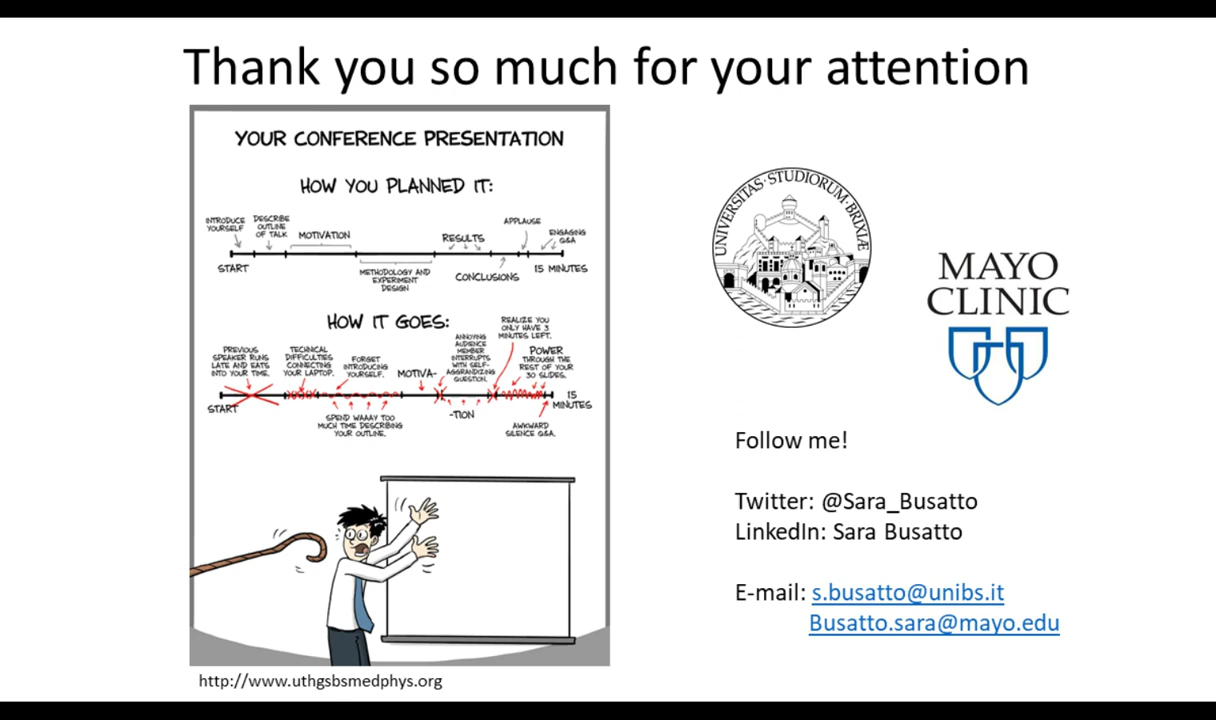 Thank you so much for your attention
YOUR CONFERENCE PRESENTATION
HOW YOU PLANNED IT:
INTRODUCE
YOURSELF
DESCRIBE
OUTLINE
OF TALK
MOTIVATION
METHODOLOGY AND
EXPERIMENT
DESIGN
RESULTS
CONCLUSIONS
APPLAUSE
ENGAGING
Q&A
START
15 MINUTES
HOW IT GOES:
PREVIOUS
SPEAKER RUNS
LATE AND EATS
INTO YOUR TIME.
TECHNICAL
DIFFICULTIES
CONNECTING
YOUR LAPTOP.
FORGET
INTRODUCING
YOURSELF.
SPEND WAAAY TOO
MUCH TIME DESCRIBING
YOUR OUTLINE.
MOTIVA-
ANNOYING
AUDIENCE
MEMBER
INTERRUPTS
WITH SELF-
AGGRANDIZING
QUESTION.
-TION
REALIZE YOU
ONLY HAVE 3
MINUTES LEFT.
POWER
THROUGH THE
REST OF YOUR
30 SLIDES.
AWKWARD
SILENCE Q&A.
START
15
MINUTES
http://www.uthgsbsmedphys.org
UNIVERSITAS·STUDIORUM·BRIXIÆ
MAYO
CLINIC
Follow me!
Twitter: @Sara_Busatto
LinkedIn: Sara Busatto
E-mail: s.busatto@unibs.it
Busatto.sara@mayo.edu